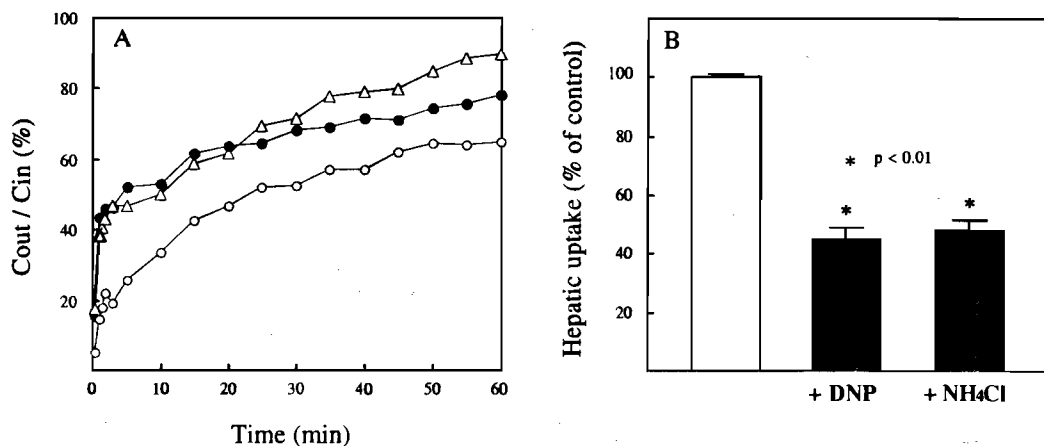 A
Cout / Cin (%)
100
80
60
40
20
0
10
20
30
40
50
60
Time (min)
B
Hepatic uptake (% of control)
100
80
60
40
20
* p < 0.01
*
*
+ DNP
+ NH4Cl